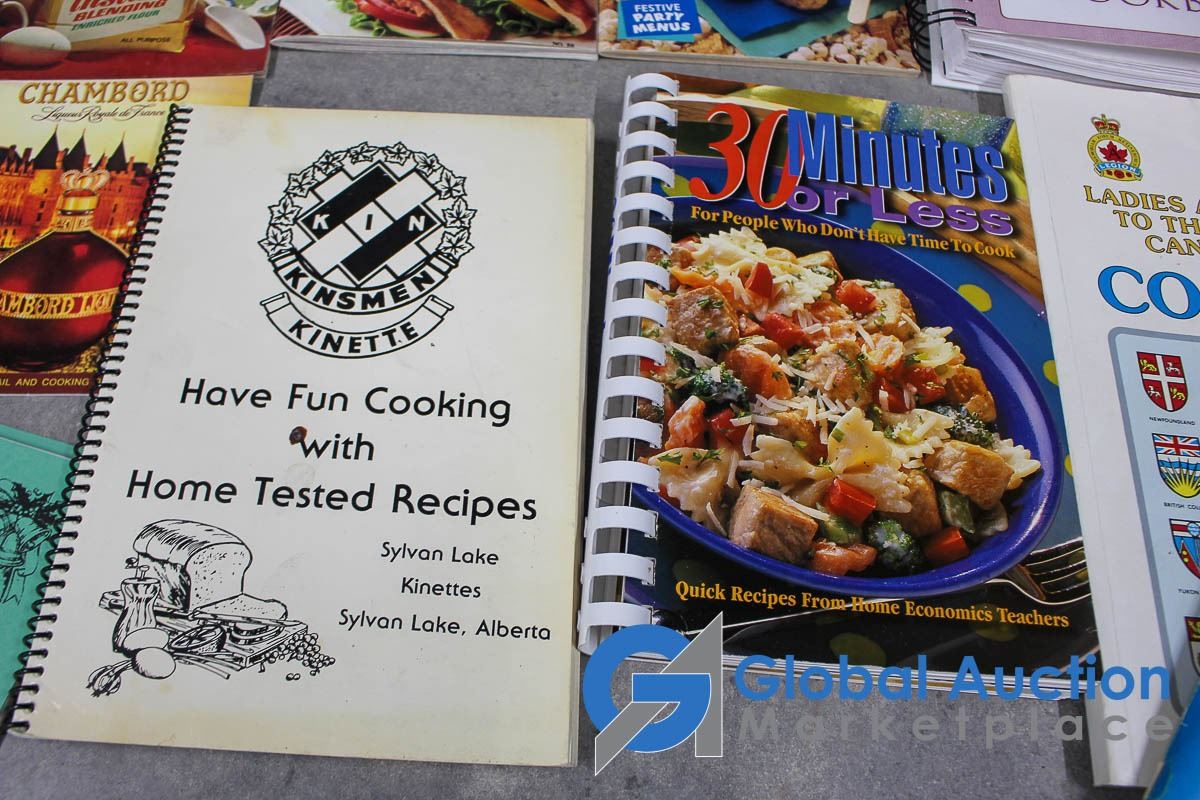 BLENDING
ENRICHED FLOUR
ALL PURPOSE
FESTIVE
PARTY
MENUS
CHAMBORD
Liqueur Royale de France
AND COOKING
KIN
KINSMEN
KINETTE
Have Fun Cooking
with
Home Tested Recipes
Sylvan Lake
Kinettes
Sylvan Lake, Alberta
30 Minutes
or Less
For People Who Don't Have Time To Cook
Quick Recipes From Home Economics Teachers
LEGION
LADIES
TO TH
CAN
CO
NEWFOUNDLAND
BRITISH COL
YUKON
Global Auction
Marketplace